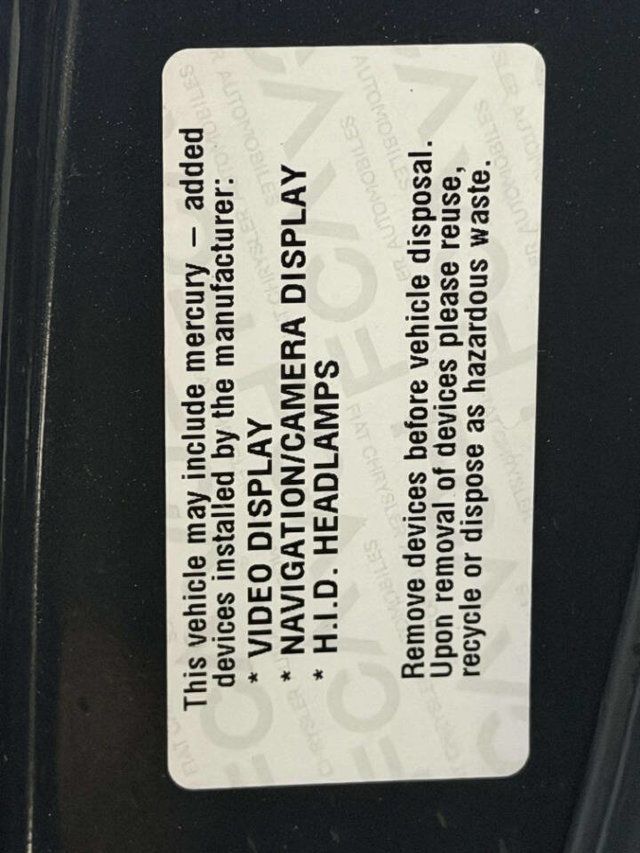 This vehicle may include mercury – added
devices installed by the manufacturer:
* VIDEO DISPLAY
* NAVIGATION/CAMERA DISPLAY
* H.I.D. HEADLAMPS
Remove devices before vehicle disposal.
Upon removal of devices please reuse,
recycle or dispose as hazardous waste.